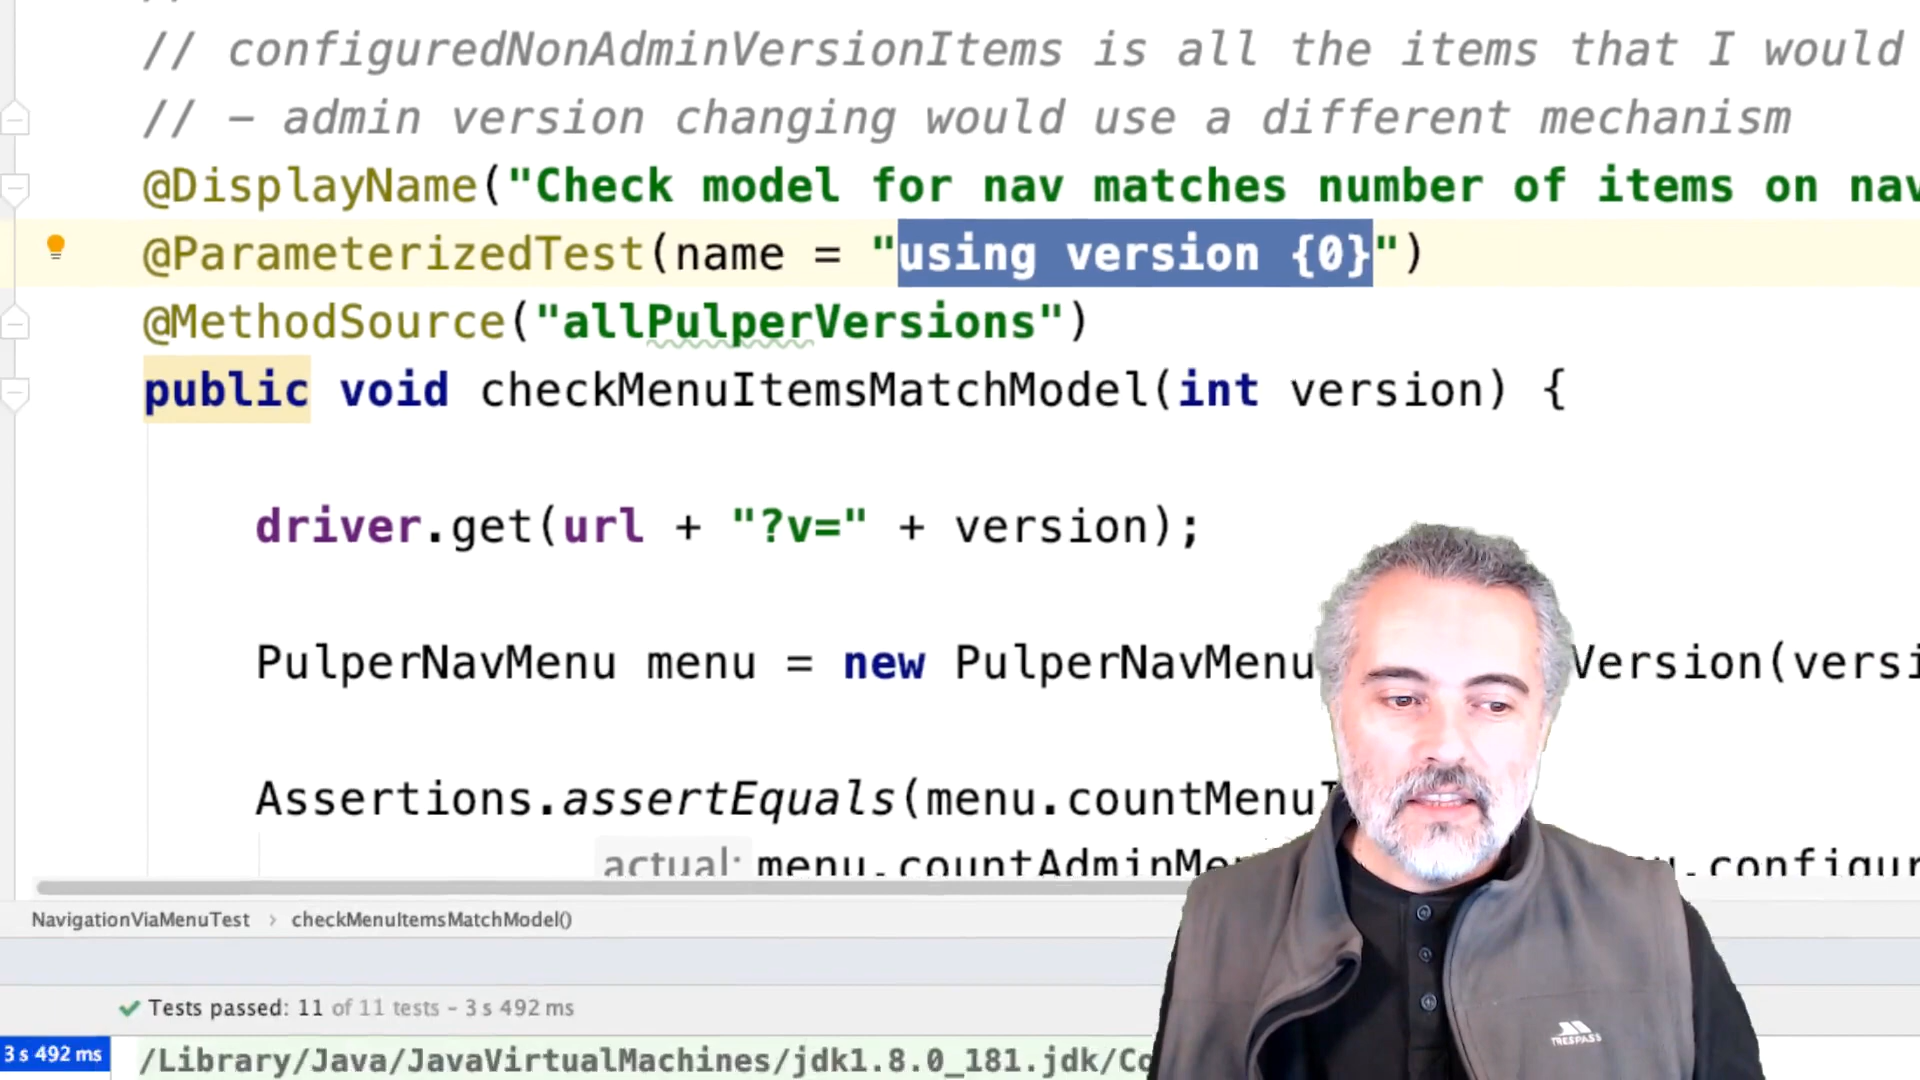 // configuredNonAdminVersionItems is all the items that I would
// – admin version changing would use a different mechanism
@DisplayName("Check model for nav matches number of items on nav
@ParameterizedTest(name = "using version {0}")
@MethodSource("allPulperVersions")
public void checkMenuItemsMatchModel(int version) {
driver.get(url + "?v=" + version);
PulperNavMenu menu = new PulperNavMenu Version(versi
Assertions.assertEquals(menu.countMenuI
actual: menu.countAdminMe .configur
NavigationViaMenuTest › checkMenuItemsMatchModel()
Tests passed: 11 of 11 tests – 3 s 492 ms
3 s 492 ms /Library/Java/JavaVirtualMachines/jdk1.8.0_181.jdk/Co
TRESPASS